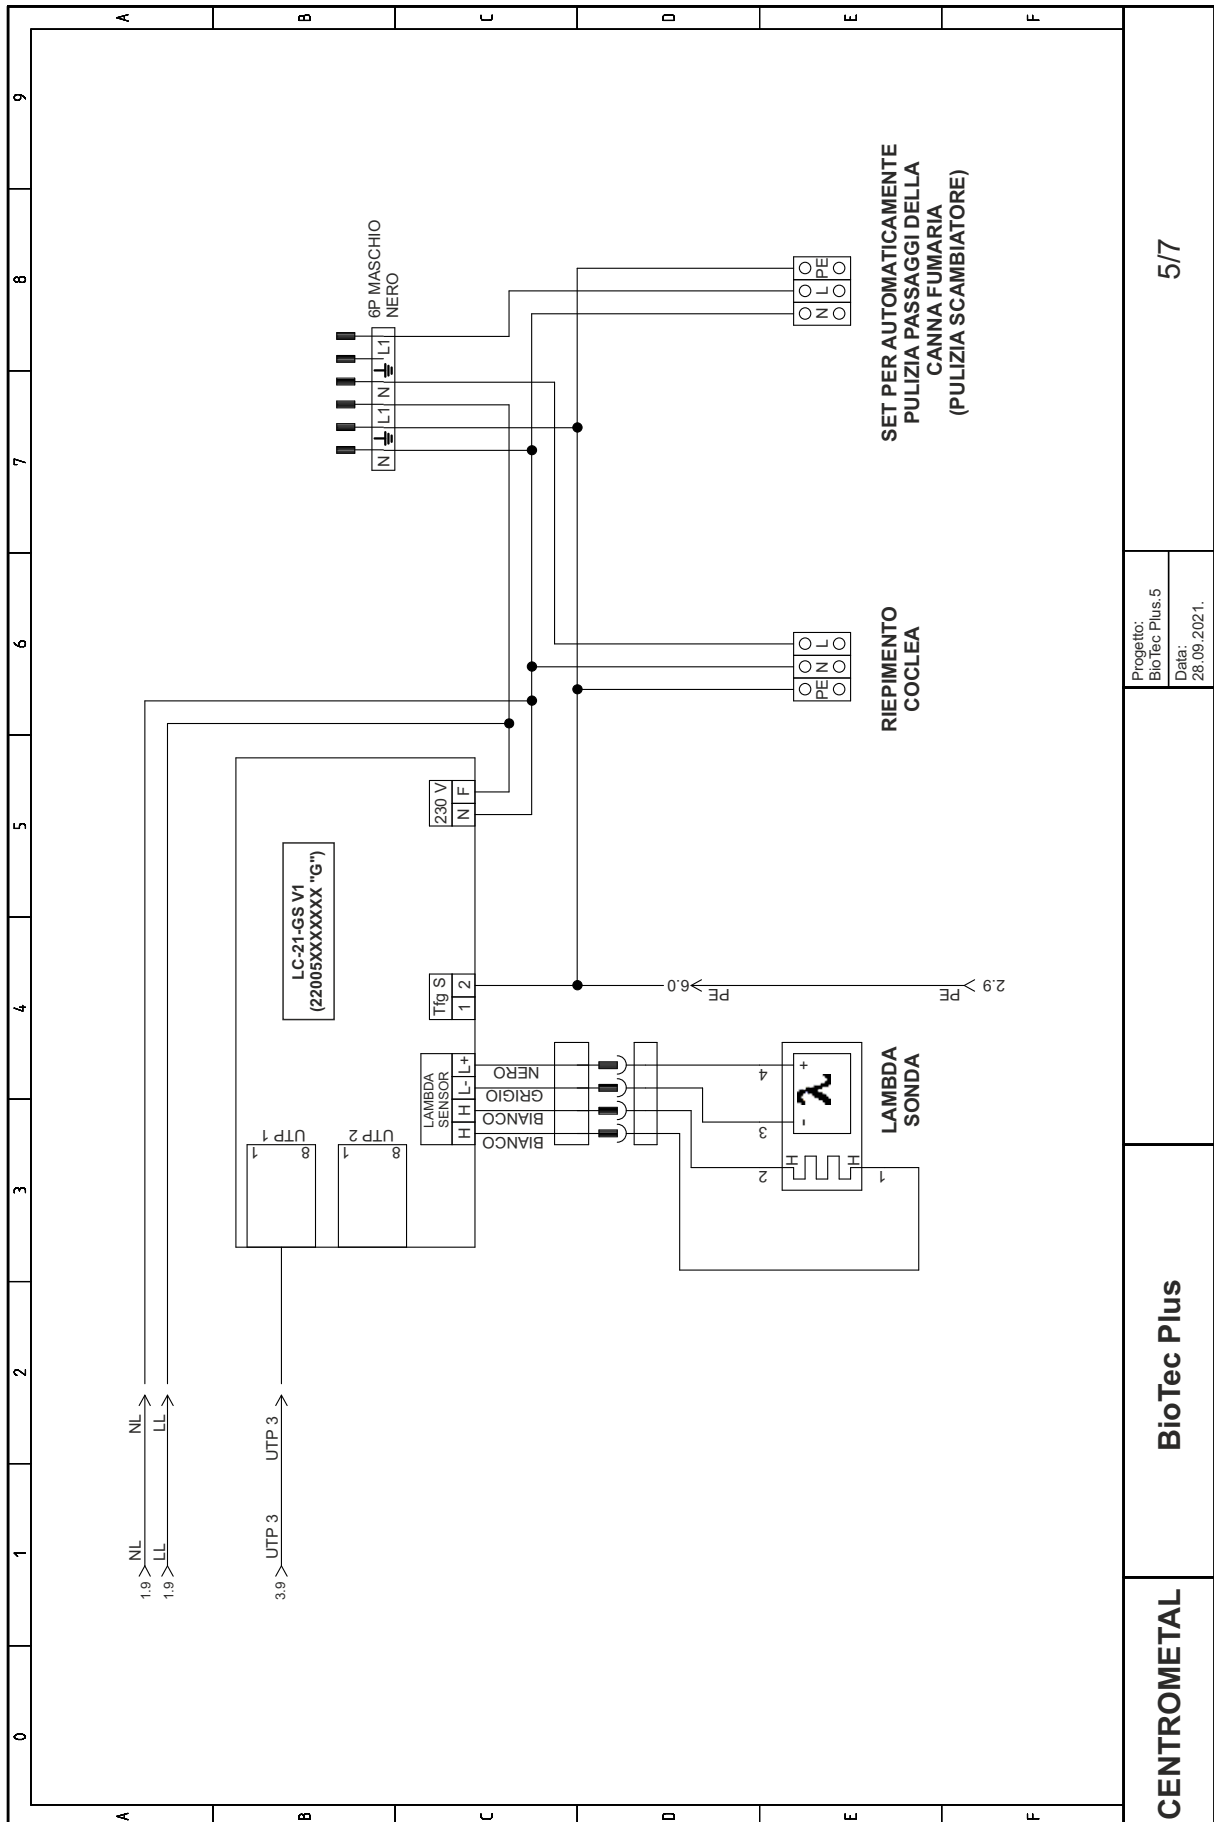 0 1 2 3 4 5 6 7 8 9
A
B
C
D
E
F
A
B
C
D
E
F
1.9 NL NL
1.9 LL LL
3.9 UTP 3 UTP 3
UTP 1
1 8
UTP 2
1 8
LC-21-GS V1
(22005XXXXXXX "G")
LAMBDA
SENSOR
H H L- L+
Tfg S
1 2
230 V
N F
BIANCO
BIANCO
GRIGIO
NERO
6P MASCHIO
NERO
N L1 N L1
PE
6.0
PE
2.9
1
2
3
4
H H
- +
λ
LAMBDA
SONDA
PE N L
RIEPIMENTO
COCLEA
N L PE
SET PER AUTOMATICAMENTE
PULIZIA PASSAGGI DELLA
CANNA FUMARIA
(PULIZIA SCAMBIATORE)
CENTROMETAL
BioTec Plus
Progetto:
BioTec Plus.5
Data:
28.09.2021.
5/7